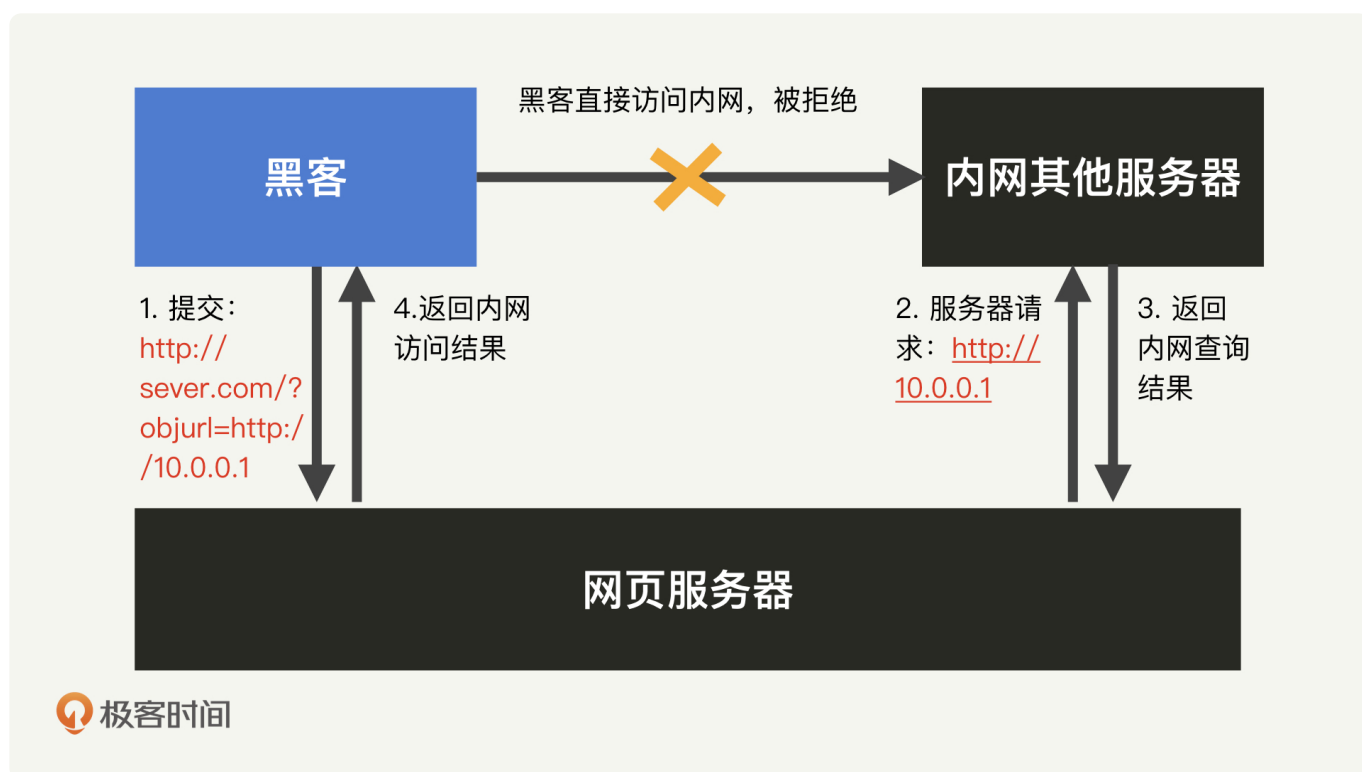 黑客直接访问内网，被拒绝
黑客
内网其他服务器
1. 提交：
http://
sever.com/?
objurl=http:/
/10.0.0.1
4.返回内网
访问结果
2. 服务器请
求：http://
10.0.0.1
3. 返回
内网查询
结果
网页服务器
极客时间